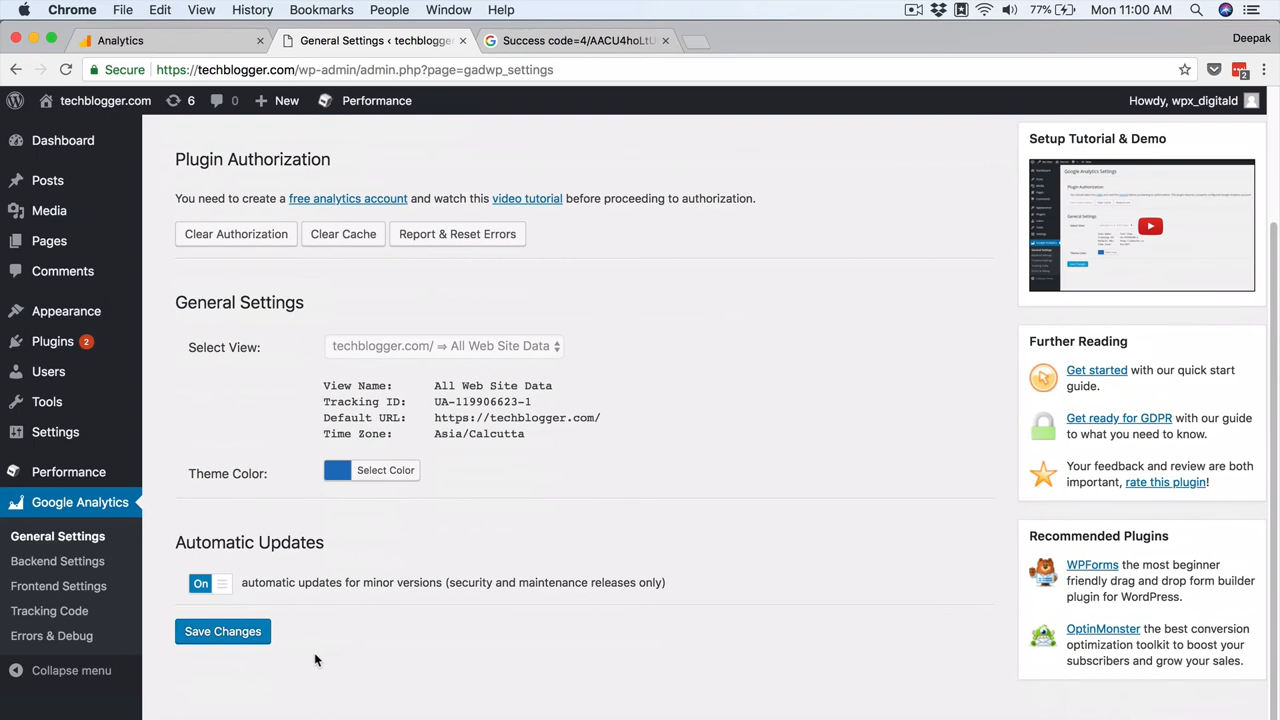 Chrome File Edit View History Bookmarks People Window Help 77% Mon 11:00 AM
Analytics General Settings < techblogger Success code=4/AACU4hoLtU Deepak
Secure https://techblogger.com/wp-admin/admin.php?page=gadwp_settings 2
techblogger.com 6 0 New Performance Howdy, wpx_digitald
Dashboard
Posts
Media
Pages
Comments
Appearance
Plugins 2
Users
Tools
Settings
Performance
Google Analytics
General Settings
Backend Settings
Frontend Settings
Tracking Code
Errors & Debug
Collapse menu
Plugin Authorization
You need to create a free analytics account and watch this video tutorial before proceeding to authorization.
Clear Authorization Clear Cache Report & Reset Errors
General Settings
Select View: techblogger.com/ ⇒ All Web Site Data
View Name: All Web Site Data
Tracking ID: UA-119906623-1
Default URL: https://techblogger.com/
Time Zone: Asia/Calcutta
Theme Color: Select Color
Automatic Updates
On automatic updates for minor versions (security and maintenance releases only)
Save Changes
Setup Tutorial & Demo
Google Analytics Settings
Plugin Authorization
General Settings
Further Reading
Get started with our quick start
guide.
Get ready for GDPR with our guide
to what you need to know.
Your feedback and review are both
important, rate this plugin!
Recommended Plugins
WPForms the most beginner
friendly drag and drop form builder
plugin for WordPress.
OptinMonster the best conversion
optimization toolkit to boost your
subscribers and grow your sales.